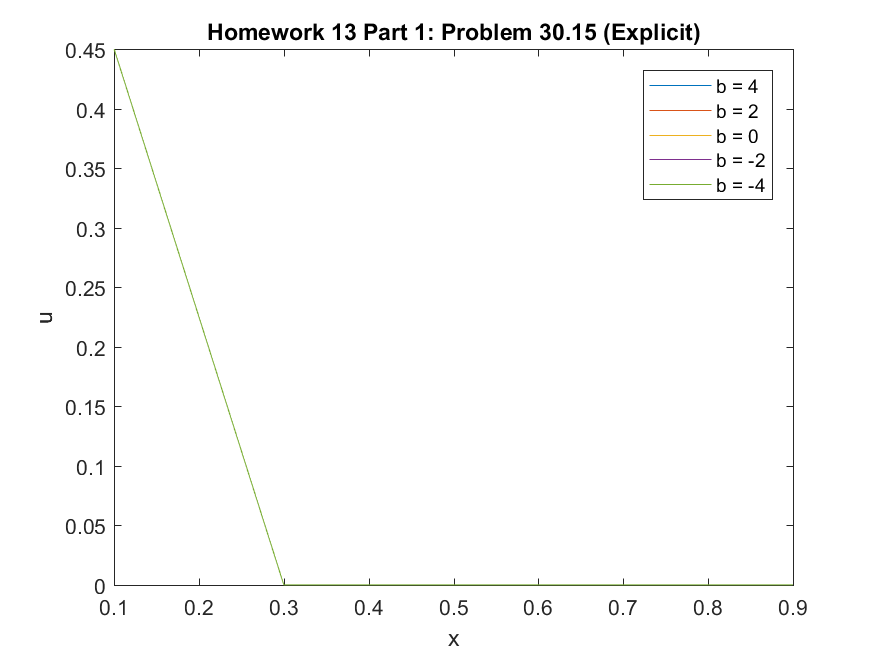 Homework 13 Part 1: Problem 30.15 (Explicit)
0.45
0.4
0.35
0.3
0.25
0.2
0.15
0.1
0.05
0
u
b = 4
b = 2
b = 0
b = -2
b = -4
0.1 0.2 0.3 0.4 0.5 0.6 0.7 0.8 0.9
x